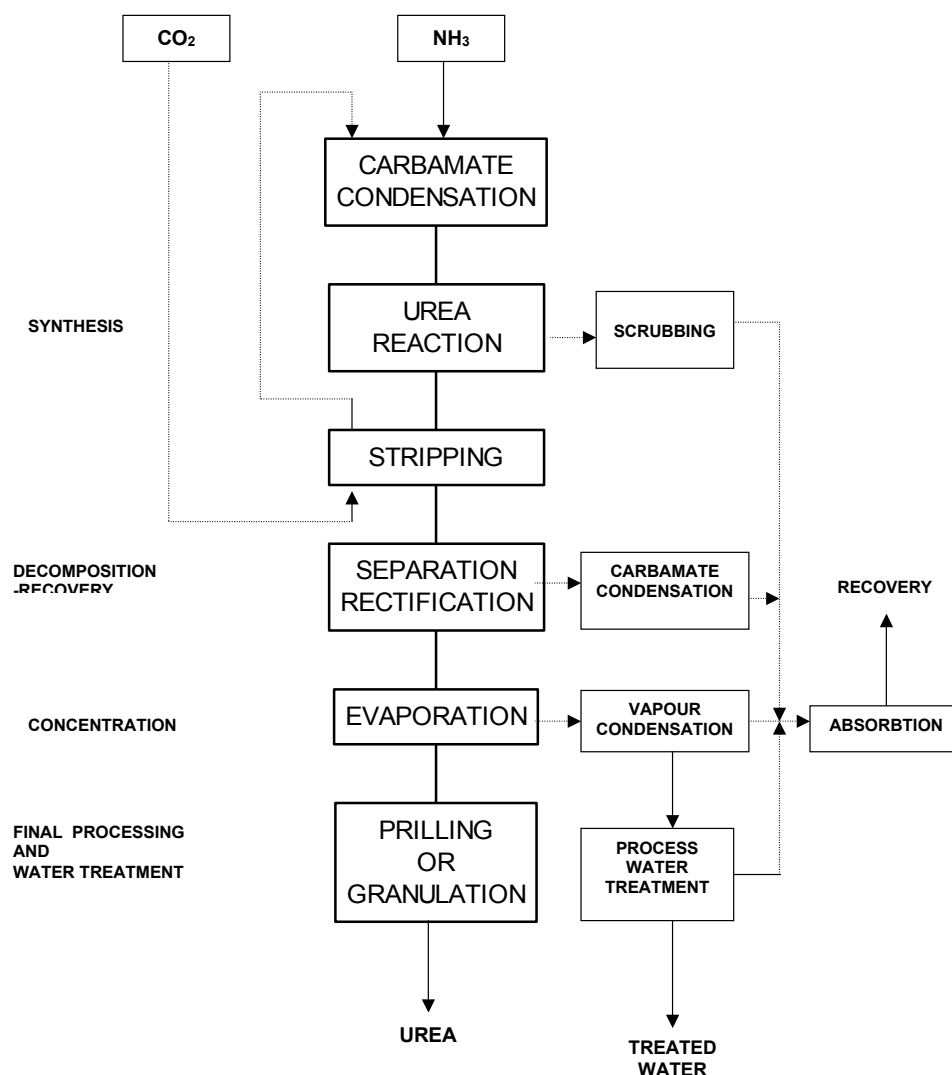 CO₂
NH₃
CARBAMATE
CONDENSATION
UREA
REACTION
SCRUBBING
SYNTHESIS
STRIPPING
DECOMPOSITION
-RECOVERY
SEPARATION
RECTIFICATION
CARBAMATE
CONDENSATION
RECOVERY
CONCENTRATION
EVAPORATION
VAPOUR
CONDENSATION
ABSORBTION
FINAL PROCESSING
AND
WATER TREATMENT
PRILLING
OR
GRANULATION
PROCESS
WATER
TREATMENT
UREA
TREATED
WATER